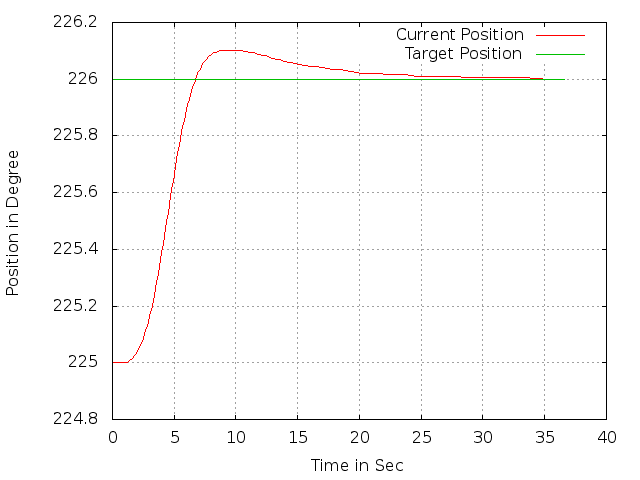 226.2
226
225.8
225.6
225.4
225.2
225
224.8
Position in Degree
Current Position
Target Position
0 5 10 15 20 25 30 35 40
Time in Sec